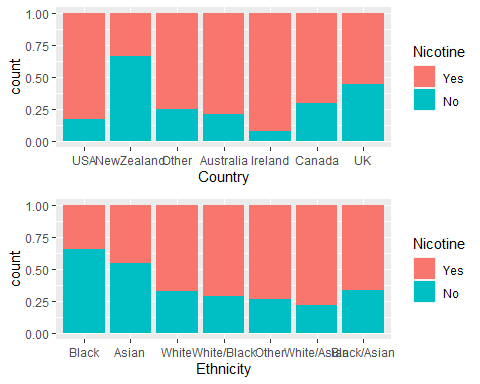 1.00
0.75
0.50
0.25
0.00
count
USA NewZealand Other Australia Ireland Canada UK
Country
Nicotine
Yes
No
1.00
0.75
0.50
0.25
0.00
count
Black Asian White White/Black Other White/Asian Black/Asian
Ethnicity
Nicotine
Yes
No